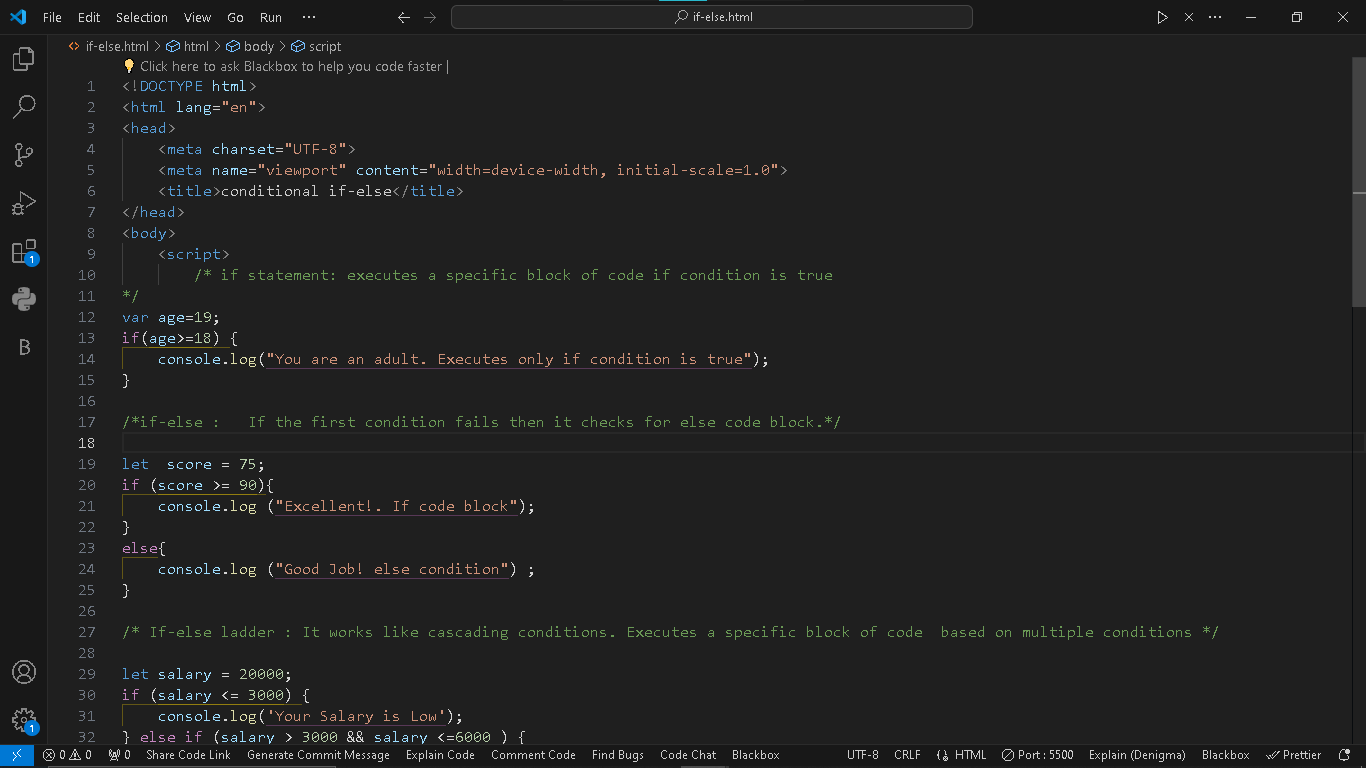 File Edit Selection View Go Run ··· if-else.html
if-else.html > html > body > script
Click here to ask Blackbox to help you code faster |
1 <!DOCTYPE html>
2 <html lang="en">
3 <head>
4 <meta charset="UTF-8">
5 <meta name="viewport" content="width=device-width, initial-scale=1.0">
6 <title>conditional if-else</title>
7 </head>
8 <body>
9 <script>
10 /* if statement: executes a specific block of code if condition is true
11 */
12 var age=19;
13 if(age>=18) {
14 console.log("You are an adult. Executes only if condition is true");
15 }
16
17 /*if-else :   If the first condition fails then it checks for else code block.*/
18
19 let  score = 75;
20 if (score >= 90){
21 console.log ("Excellent!. If code block");
22 }
23 else{
24 console.log ("Good Job! else condition") ;
25 }
26
27 /* If-else ladder : It works like cascading conditions. Executes a specific block of code  based on multiple conditions */
28
29 let salary = 20000;
30 if (salary <= 3000) {
31 console.log('Your Salary is Low');
32 } else if (salary > 3000 && salary <=6000 ) {
1
B
1
0 0 0 Share Code Link Generate Commit Message Explain Code Comment Code Find Bugs Code Chat Blackbox UTF-8 CRLF HTML Port : 5500 Explain (Denigma) Blackbox Prettier